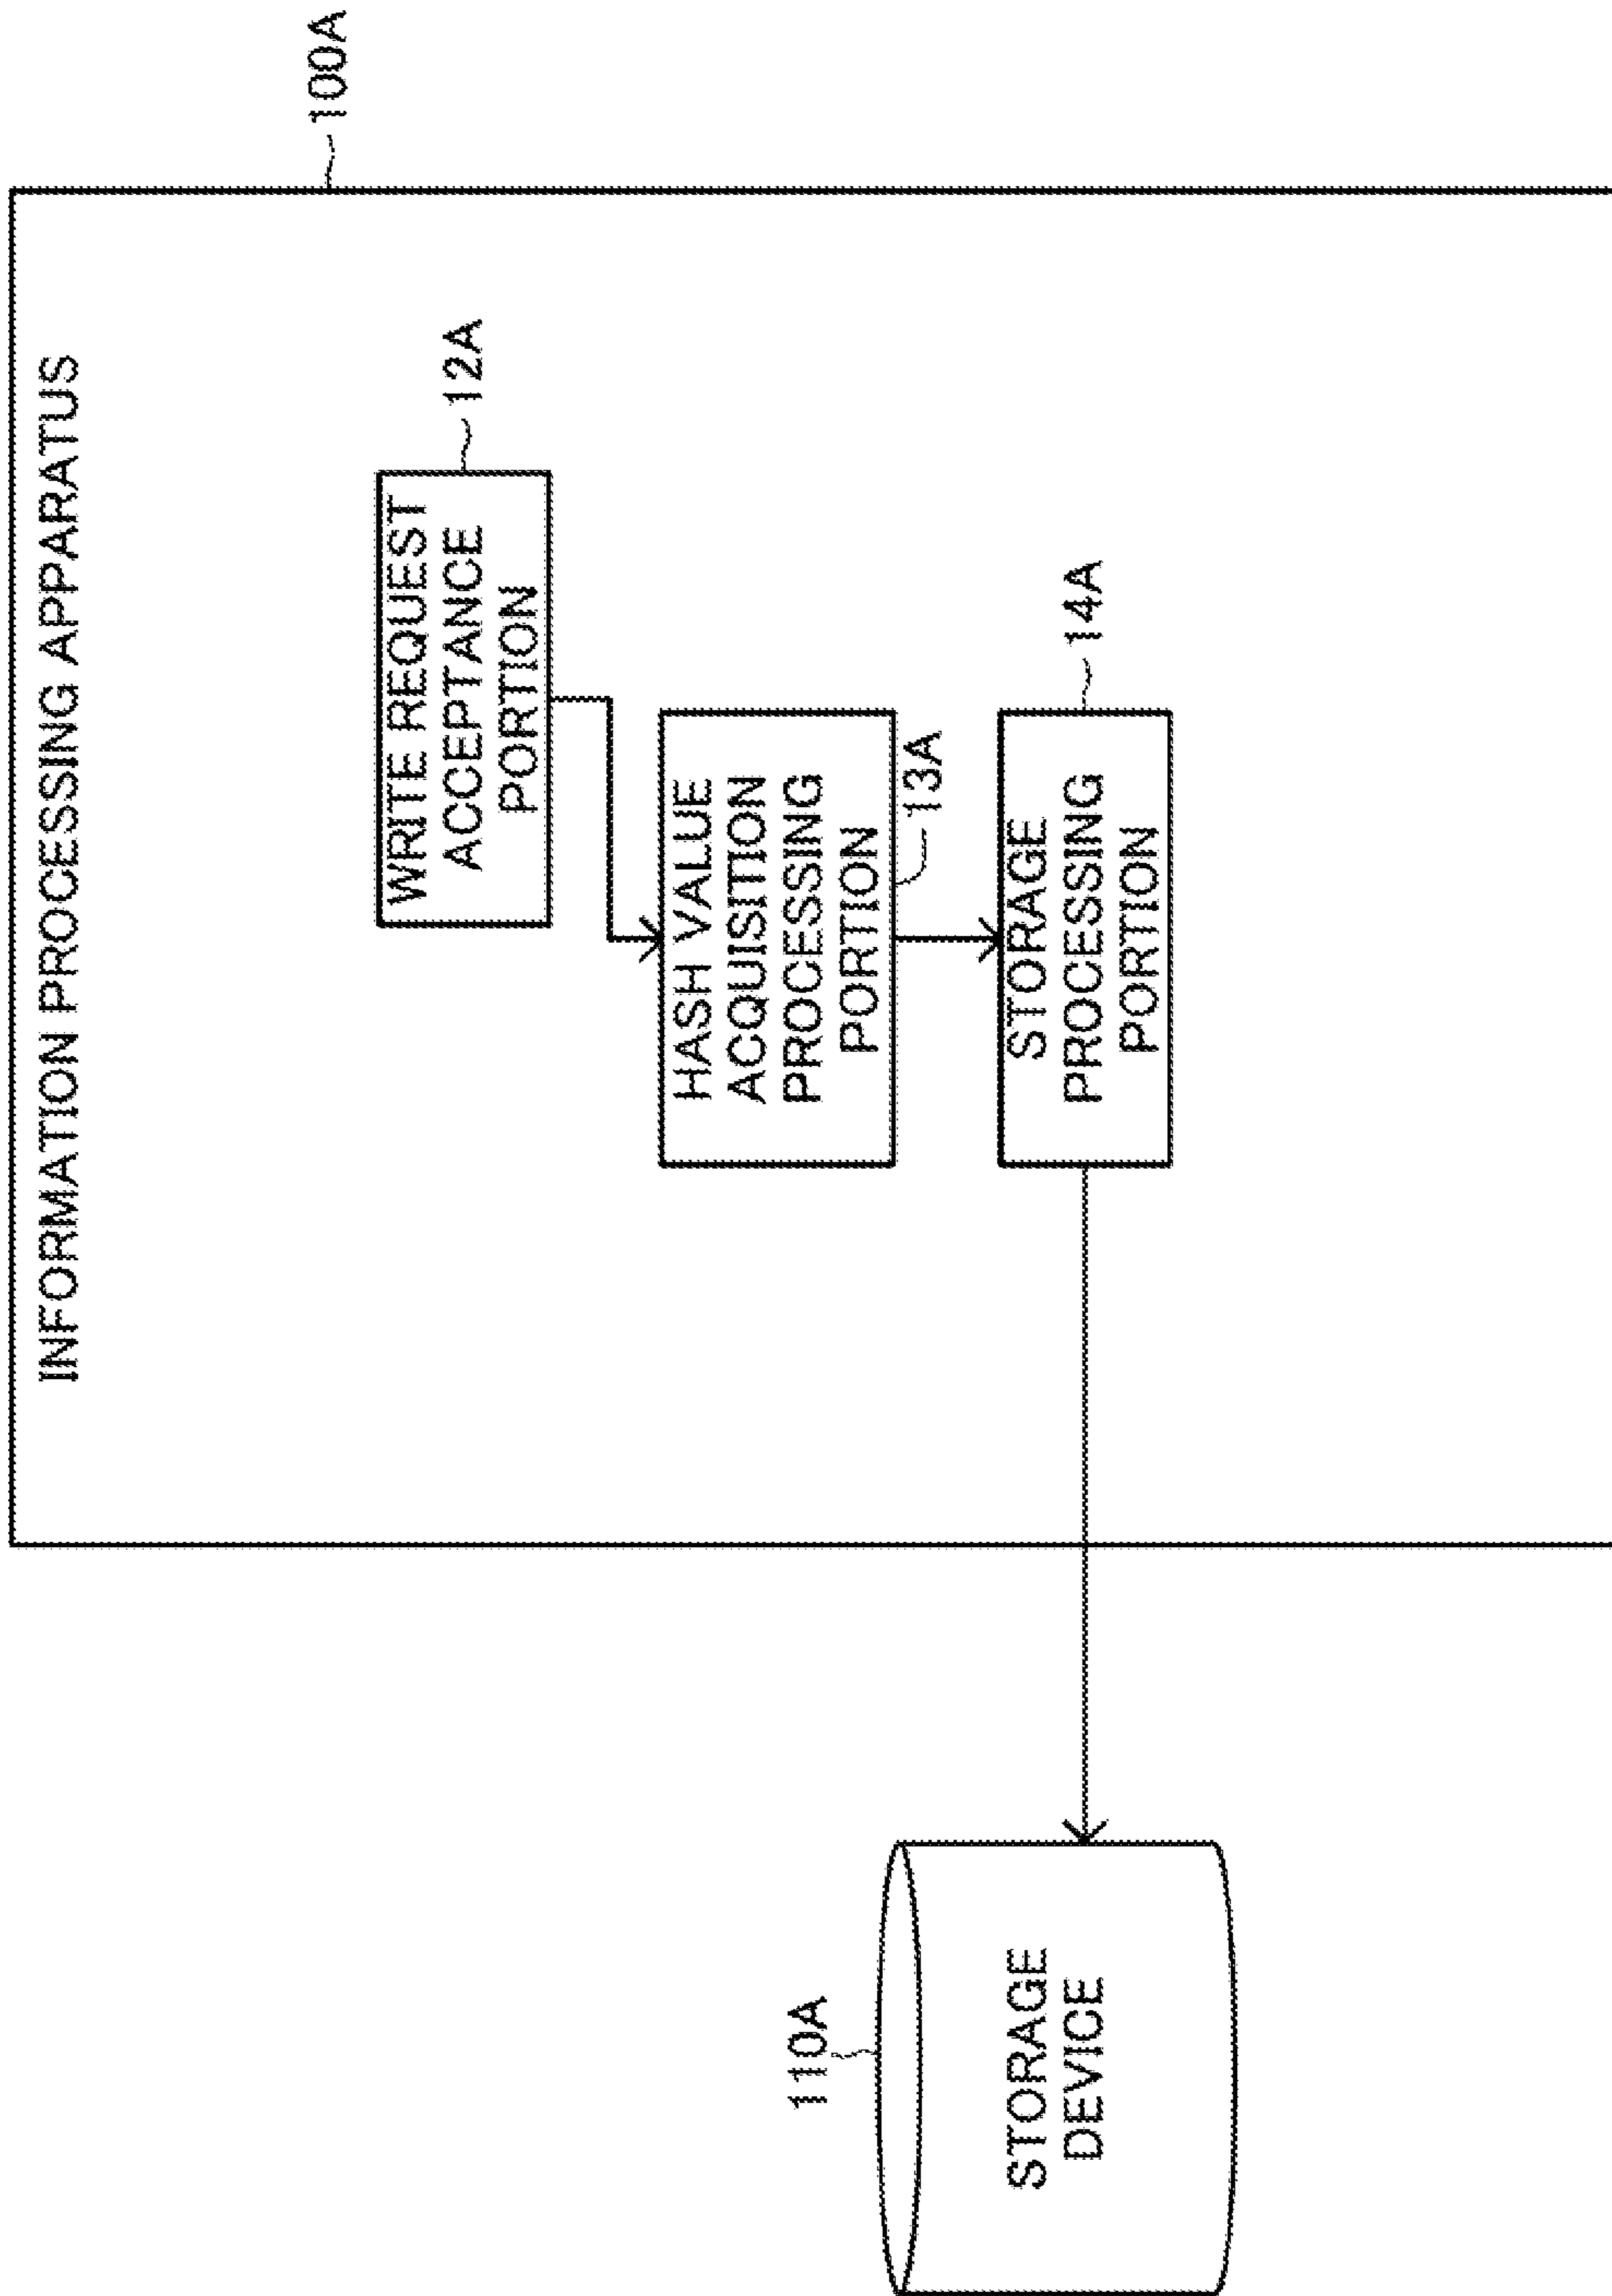 INFORMATION PROCESSING APPARATUS
100A
WRITE REQUEST
ACCEPTANCE
PORTION
12A
HASH VALUE
ACQUISITION
PROCESSING
PORTION
13A
STORAGE
PROCESSING
PORTION
14A
110A
STORAGE
DEVICE